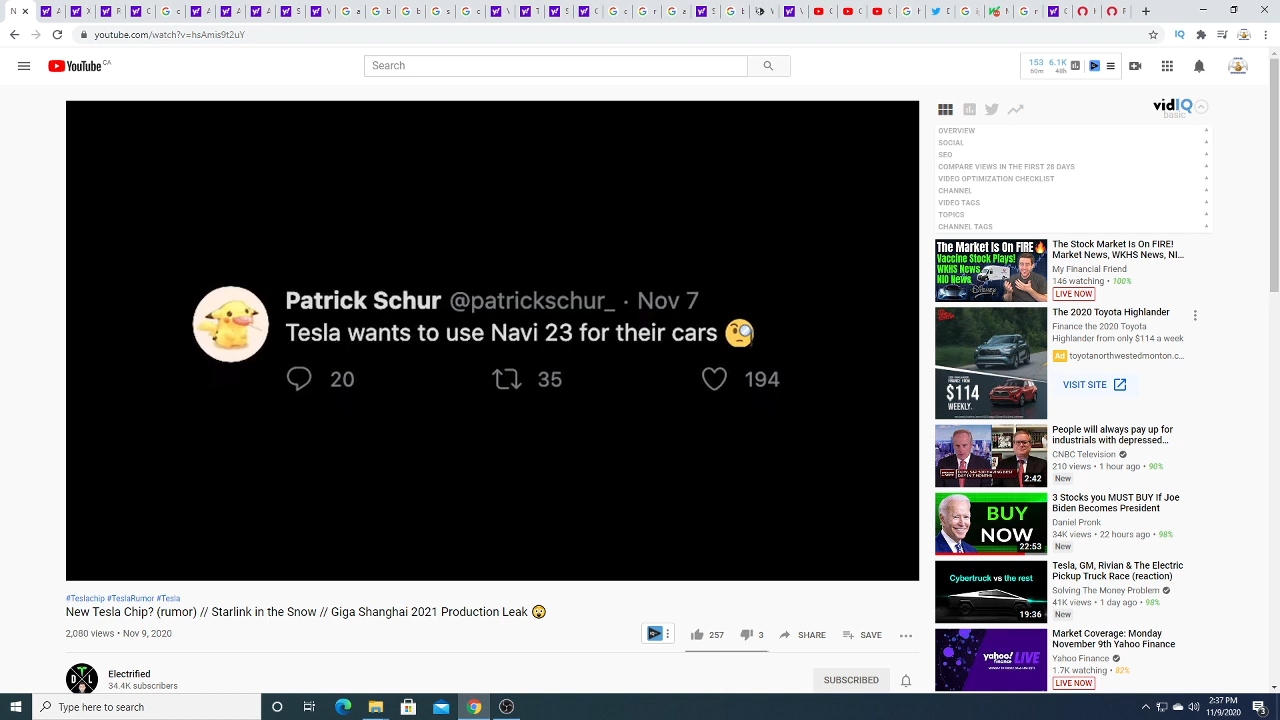 youtube.com/watch?v=hsAmis9t2uY
YouTube CA
Search
153 6.1K
60m 48h
Patrick Schur @patrickschur_ · Nov 7
Tesla wants to use Navi 23 for their cars 🧐
20 35 194
#Teslachip #TeslaRumor #Tesla
New Tesla Chip? (rumor) // Starlink in the Snow // Giga Shanghai 2021 Production Leak 😮
2,080 views • Nov 9, 2020
257 3 SHARE SAVE
Electrified
34.4K subscribers
SUBSCRIBED
vidIQ
basic
OVERVIEW
SOCIAL
SEO
COMPARE VIEWS IN THE FIRST 28 DAYS
VIDEO OPTIMIZATION CHECKLIST
CHANNEL
VIDEO TAGS
TOPICS
CHANNEL TAGS
The Market Is On FIRE🔥
Vaccine Stock Plays!
WKHS News
NIO News
DISNEY
The Stock Market Is On FIRE!
Market News, WKHS News, NI...
My Financial Friend
146 watching • 100%
LIVE NOW
$114
WEEKLY.
The 2020 Toyota Highlander
Finance the 2020 Toyota
Highlander from only $114 a week
Ad toyotanorthwestedmonton.c...
VISIT SITE
2:42
People will always pay up for
industrials with depressed...
CNBC Television
210 views • 1 hour ago • 90%
New
BUY
NOW
22:53
3 Stocks you MUST BUY If Joe
Biden Becomes President
Daniel Pronk
34K views • 22 hours ago • 98%
New
Cybertruck vs the rest
19:36
Tesla, GM, Rivian & The Electric
Pickup Truck Race (reaction)
Solving The Money Problem
41K views • 1 day ago • 98%
New
yahoo!
finance LIVE
Market Coverage: Monday
November 9th Yahoo Finance
Yahoo Finance
1.7K watching • 82%
LIVE NOW
Type here to search
2:37 PM
11/9/2020